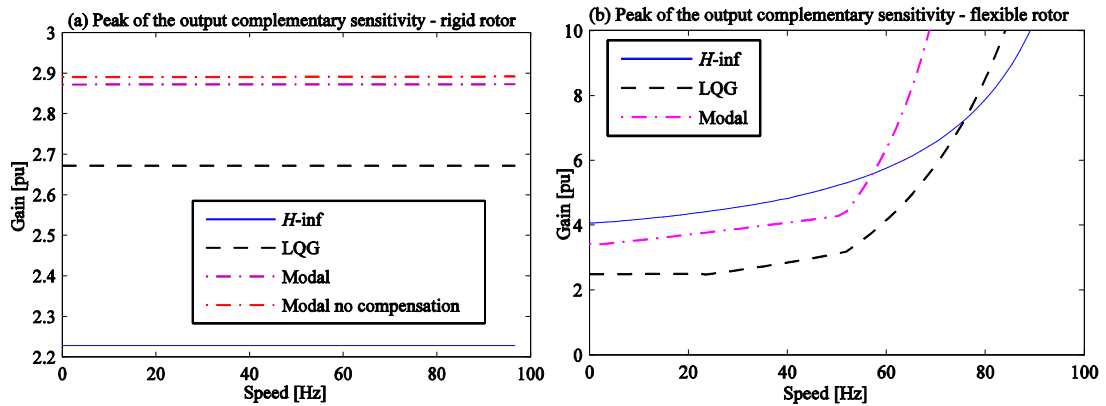 (a) Peak of the output complementary sensitivity - rigid rotor
3
2.9
2.8
2.7
2.6
2.5
2.4
2.3
2.2
Gain [pu]
H-inf
LQG
Modal
Modal no compensation
0 20 40 60 80 100
Speed [Hz]
(b) Peak of the output complementary sensitivity - flexible rotor
10
8
6
4
2
0
Gain [pu]
H-inf
LQG
Modal
0 20 40 60 80 100
Speed [Hz]